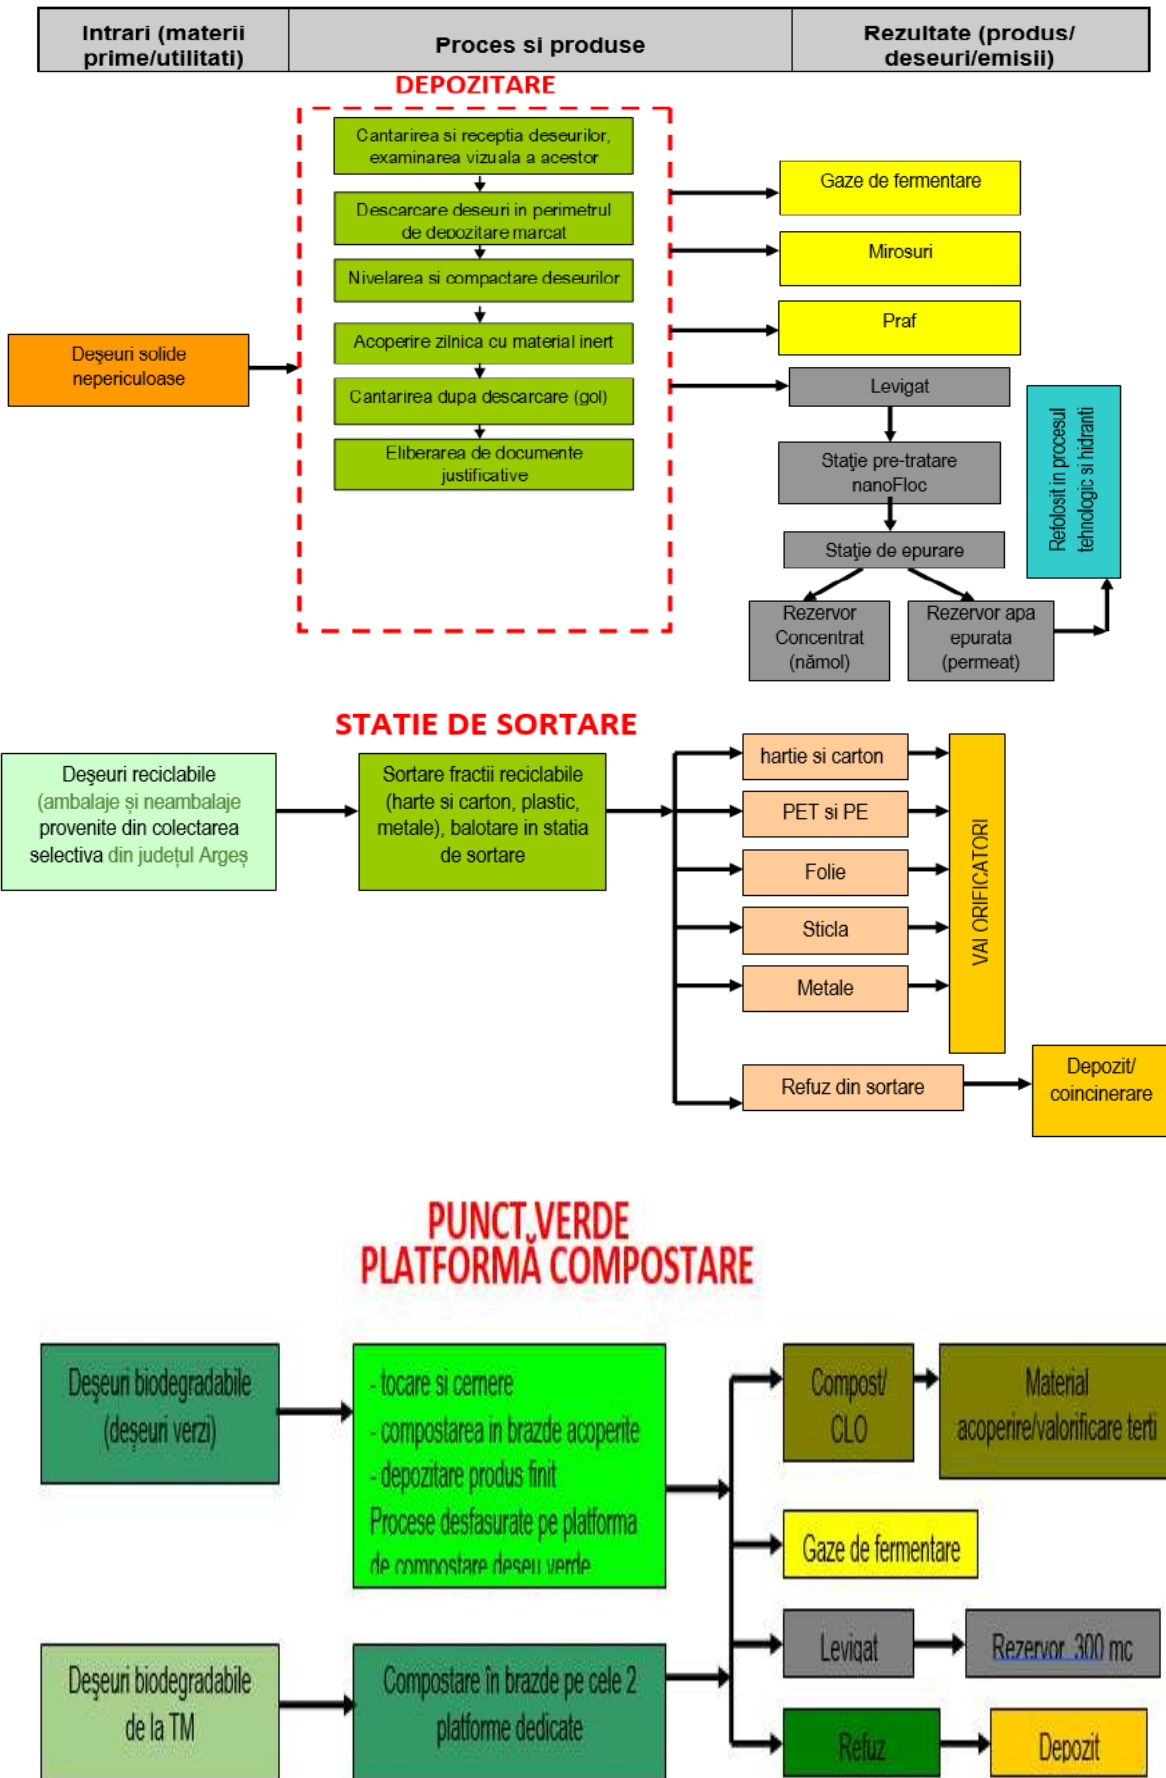 Intrari (materii
prime/utilitati)
Proces si produse
Rezultate (produs/
deseuri/emisii)
DEPOZITARE
Cantarirea si receptia deseurilor,
examinarea vizuala a acestor
Descarcare deseuri in perimetrul
de depozitare marcat
Nivelarea si compactare deseurilor
Acoperire zilnica cu material inert
Cantarirea dupa descarcare (gol)
Eliberarea de documente
justificative
Deşeuri solide
nepericuloase
Gaze de fermentare
Mirosuri
Praf
Levigat
Staţie pre-tratare
nanoFloc
Staţie de epurare
Rezervor
Concentrat
(nămol)
Rezervor apa
epurata
(permeat)
Refolosit in procesul
tehnologic si hidranti
STATIE DE SORTARE
Deşeuri reciclabile
(ambalaje și neambalaje
provenite din colectarea
selectiva din județul Argeș
Sortare fractii reciclabile
(harte si carton, plastic,
metale), balotare in statia
de sortare
hartie si carton
PET si PE
Folie
Sticla
Metale
Refuz din sortare
VALORIFICATORI
Depozit/
coincinerare
PUNCT VERDE
PLATFORMĂ COMPOSTARE
Deşeuri biodegradabile
(deşeuri verzi)
- tocare si cernere
- compostarea in brazde acoperite
- depozitare produs finit
Procese desfasurate pe platforma
de compostare deseu verde
Compost/
CLO
Material
acoperire/valorificare terti
Gaze de fermentare
Levigat
Rezervor 300 mc
Deşeuri biodegradabile
de la TM
Compostare în brazde pe cele 2
platforme dedicate
Refuz
Depozit